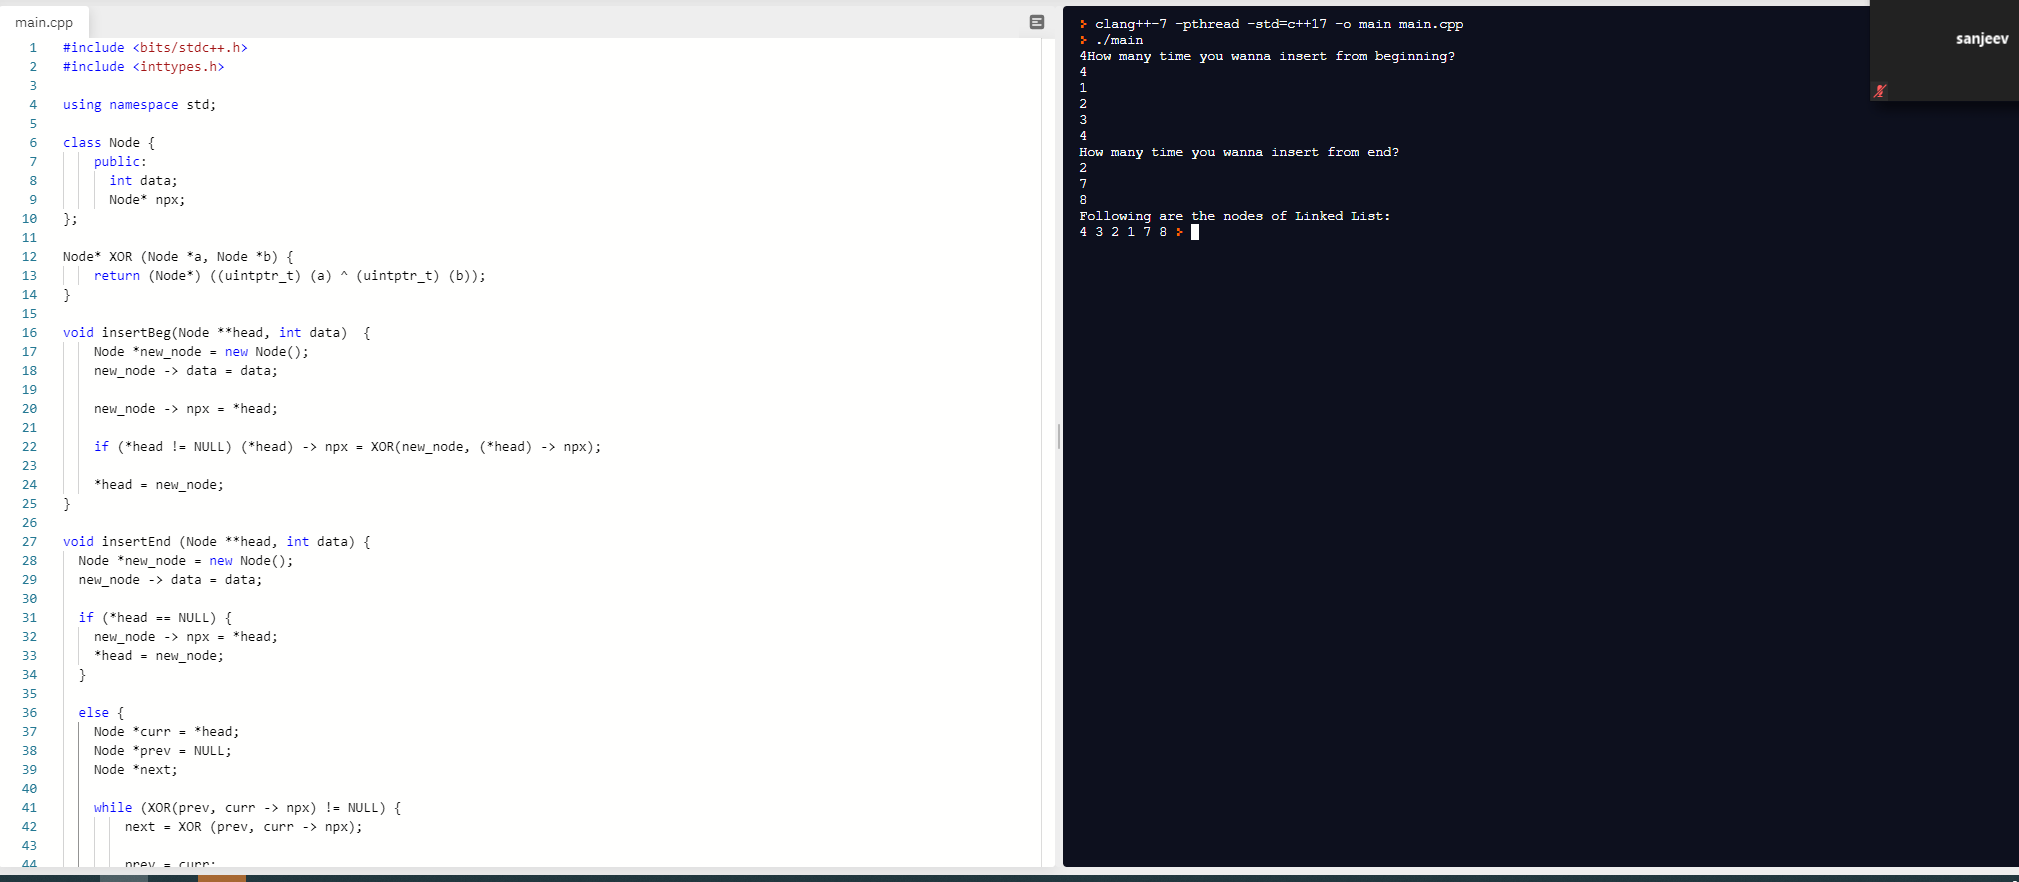 main.cpp
1 #include <bits/stdc++.h>
2 #include <inttypes.h>
3
4 using namespace std;
5
6 class Node {
7 public:
8 int data;
9 Node* npx;
10 };
11
12 Node* XOR (Node *a, Node *b) {
13 return (Node*) ((uintptr_t) (a) ^ (uintptr_t) (b));
14 }
15
16 void insertBeg(Node **head, int data)  {
17 Node *new_node = new Node();
18 new_node -> data = data;
19
20 new_node -> npx = *head;
21
22 if (*head != NULL) (*head) -> npx = XOR(new_node, (*head) -> npx);
23
24 *head = new_node;
25 }
26
27 void insertEnd (Node **head, int data) {
28 Node *new_node = new Node();
29 new_node -> data = data;
30
31 if (*head == NULL) {
32 new_node -> npx = *head;
33 *head = new_node;
34 }
35
36 else {
37 Node *curr = *head;
38 Node *prev = NULL;
39 Node *next;
40
41 while (XOR(prev, curr -> npx) != NULL) {
42 next = XOR (prev, curr -> npx);
43
44 prev = curr;
> clang++-7 -pthread -std=c++17 -o main main.cpp
> ./main
4How many time you wanna insert from beginning?
4
1
2
3
4
How many time you wanna insert from end?
2
7
8
Following are the nodes of Linked List:
4 3 2 1 7 8 >
sanjeev